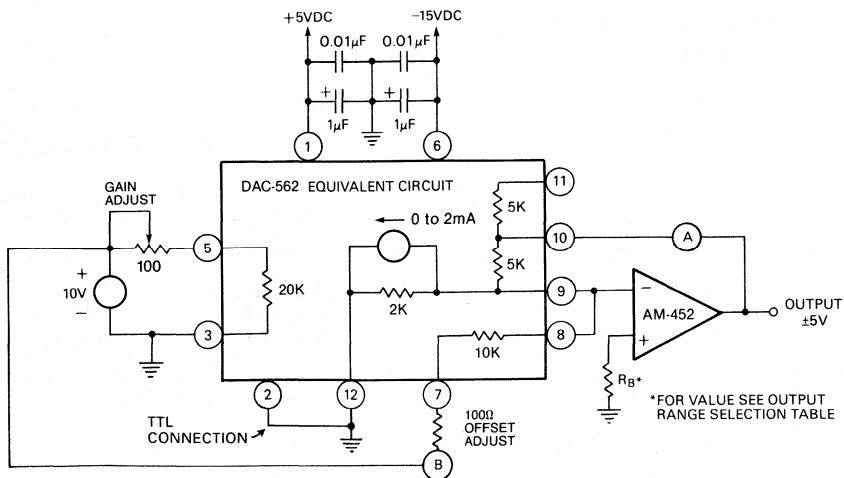 +5VDC
-15VDC
0.01µF
0.01µF
+
+
1µF
1µF
1
6
DAC-562 EQUIVALENT CIRCUIT
11
GAIN
ADJUST
5K
0 to 2mA
10
A
5
100
5K
+
10V
-
20K
2K
9
-
AM-452
OUTPUT
±5V
3
8
+
10K
RB*
*FOR VALUE SEE OUTPUT
RANGE SELECTION TABLE
2
12
7
TTL
CONNECTION
100Ω
OFFSET
ADJUST
B